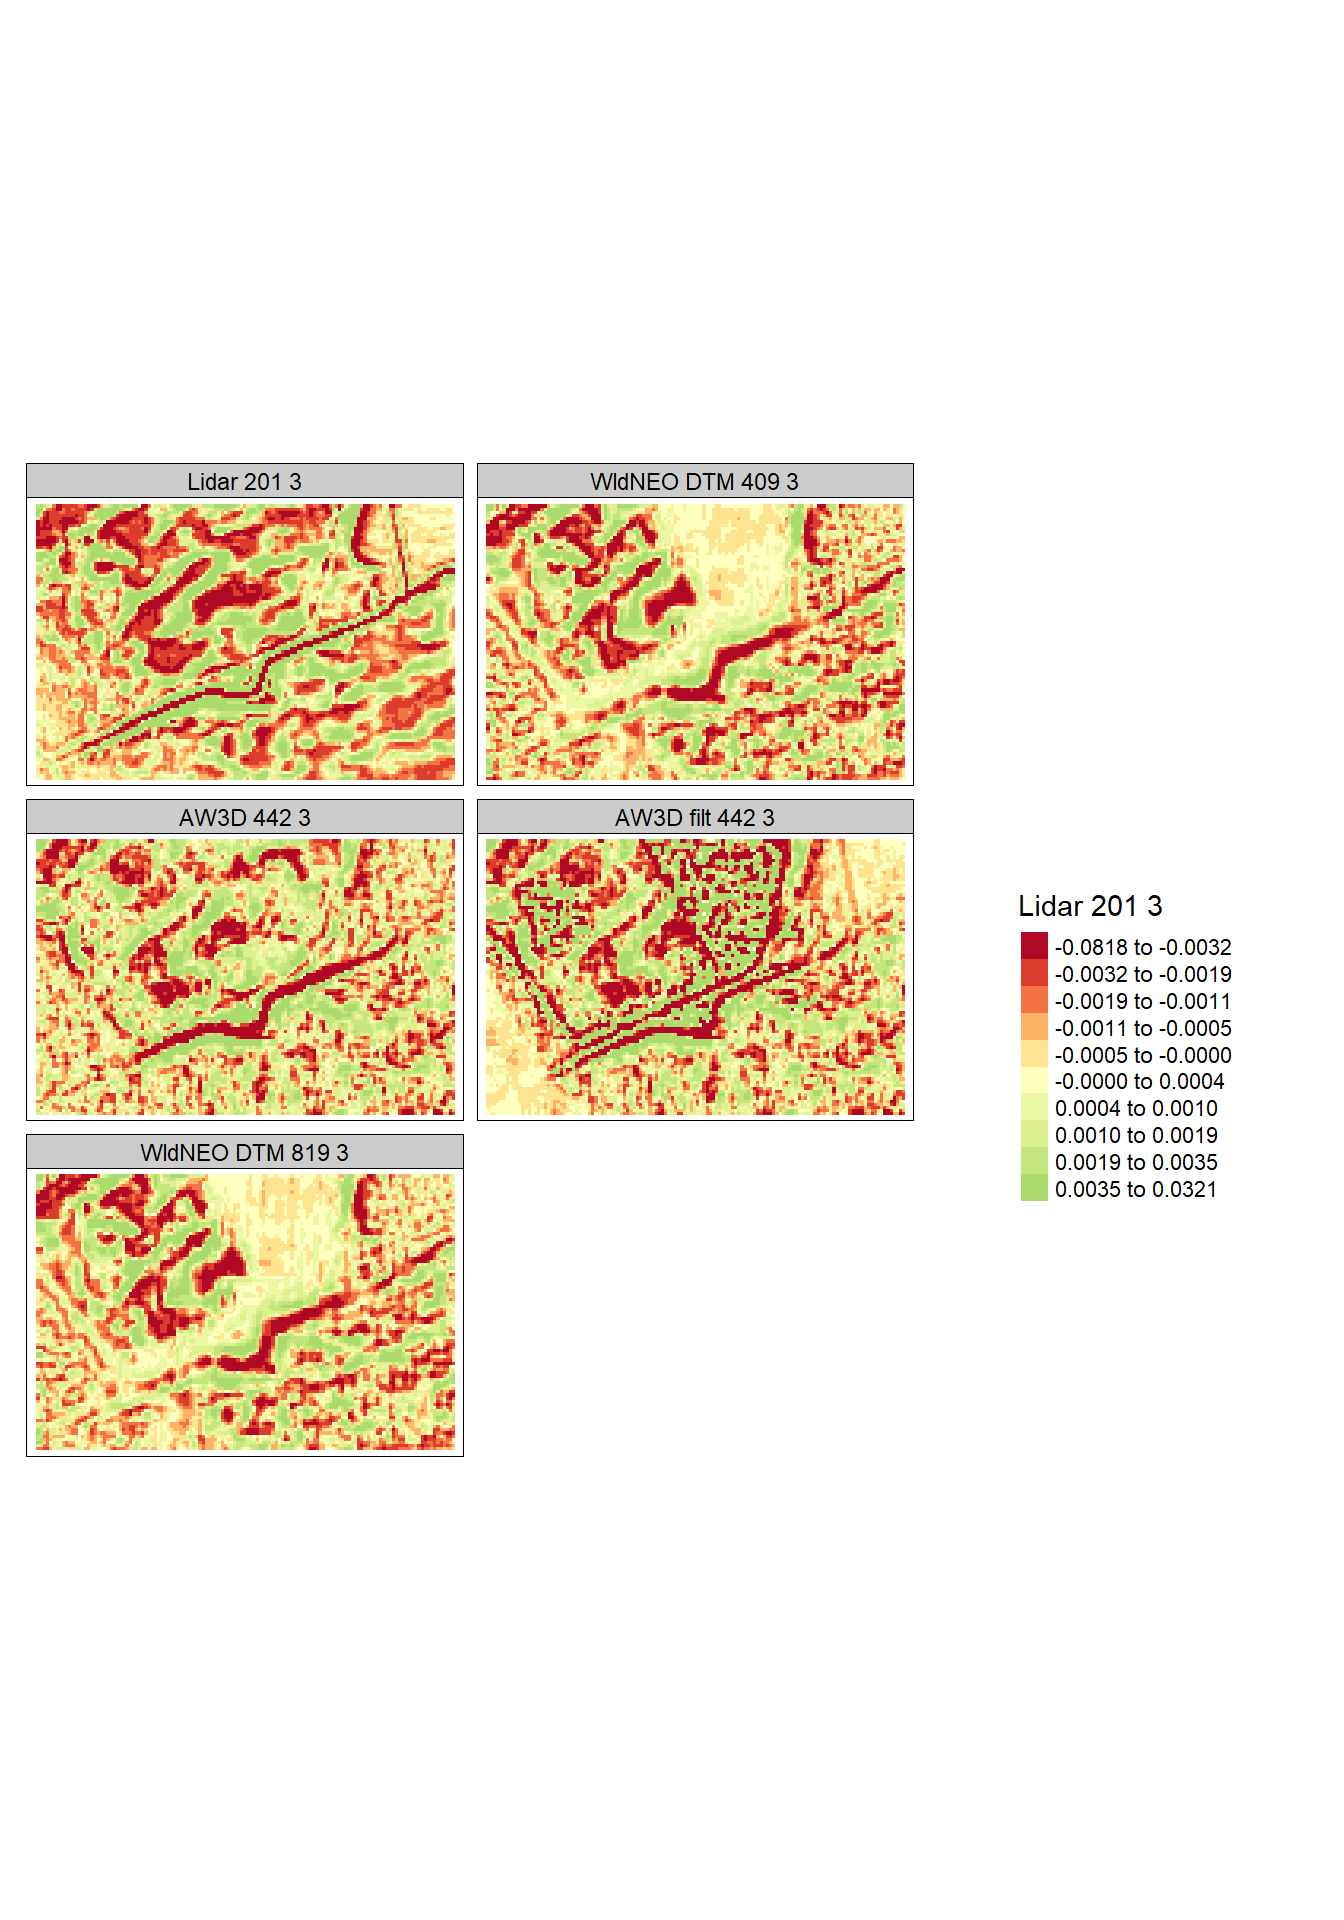 Lidar 201 3
WldNEO DTM 409 3
AW3D 442 3
AW3D filt 442 3
WldNEO DTM 819 3
Lidar 201 3
-0.0818 to -0.0032
-0.0032 to -0.0019
-0.0019 to -0.0011
-0.0011 to -0.0005
-0.0005 to -0.0000
-0.0000 to 0.0004
0.0004 to 0.0010
0.0010 to 0.0019
0.0019 to 0.0035
0.0035 to 0.0321